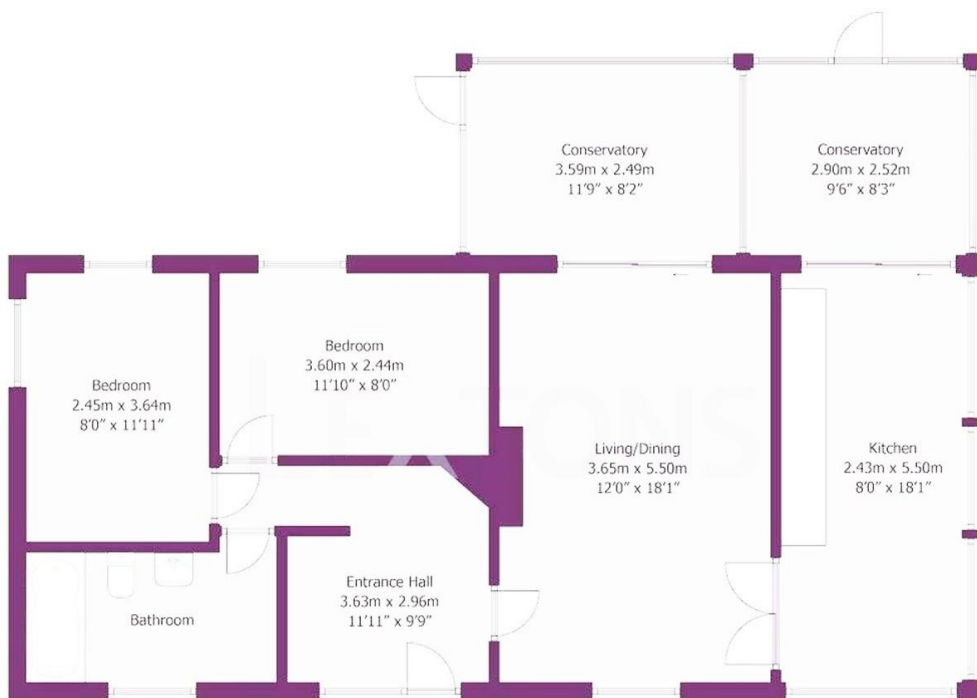 Conservatory
3.59m x 2.49m
11'9" x 8'2"
Conservatory
2.90m x 2.52m
9'6" x 8'3"
Bedroom
3.60m x 2.44m
11'10" x 8'0"
Bedroom
2.45m x 3.64m
8'0" x 11'11"
Living/Dining
3.65m x 5.50m
12'0" x 18'1"
Kitchen
2.43m x 5.50m
8'0" x 18'1"
Entrance Hall
3.63m x 2.96m
11'11" x 9'9"
Bathroom